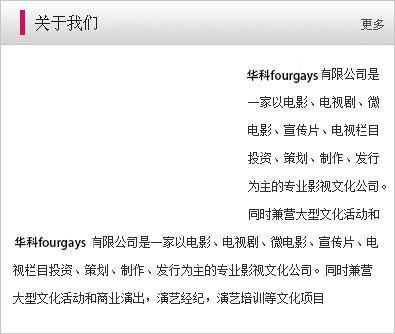 关于我们 更多
华科fourgays 有限公司是
一家以电影、电视剧、微
电影、宣传片、电视栏目
投资、策划、制作、发行
为主的专业影视文化公司。
同时兼营大型文化活动和
华科fourgays 有限公司是一家以电影、电视剧、微电影、宣传片、电
视栏目投资、策划、制作、发行为主的专业影视文化公司。同时兼营
大型文化活动和商业演出，演艺经纪，演艺培训等文化项目